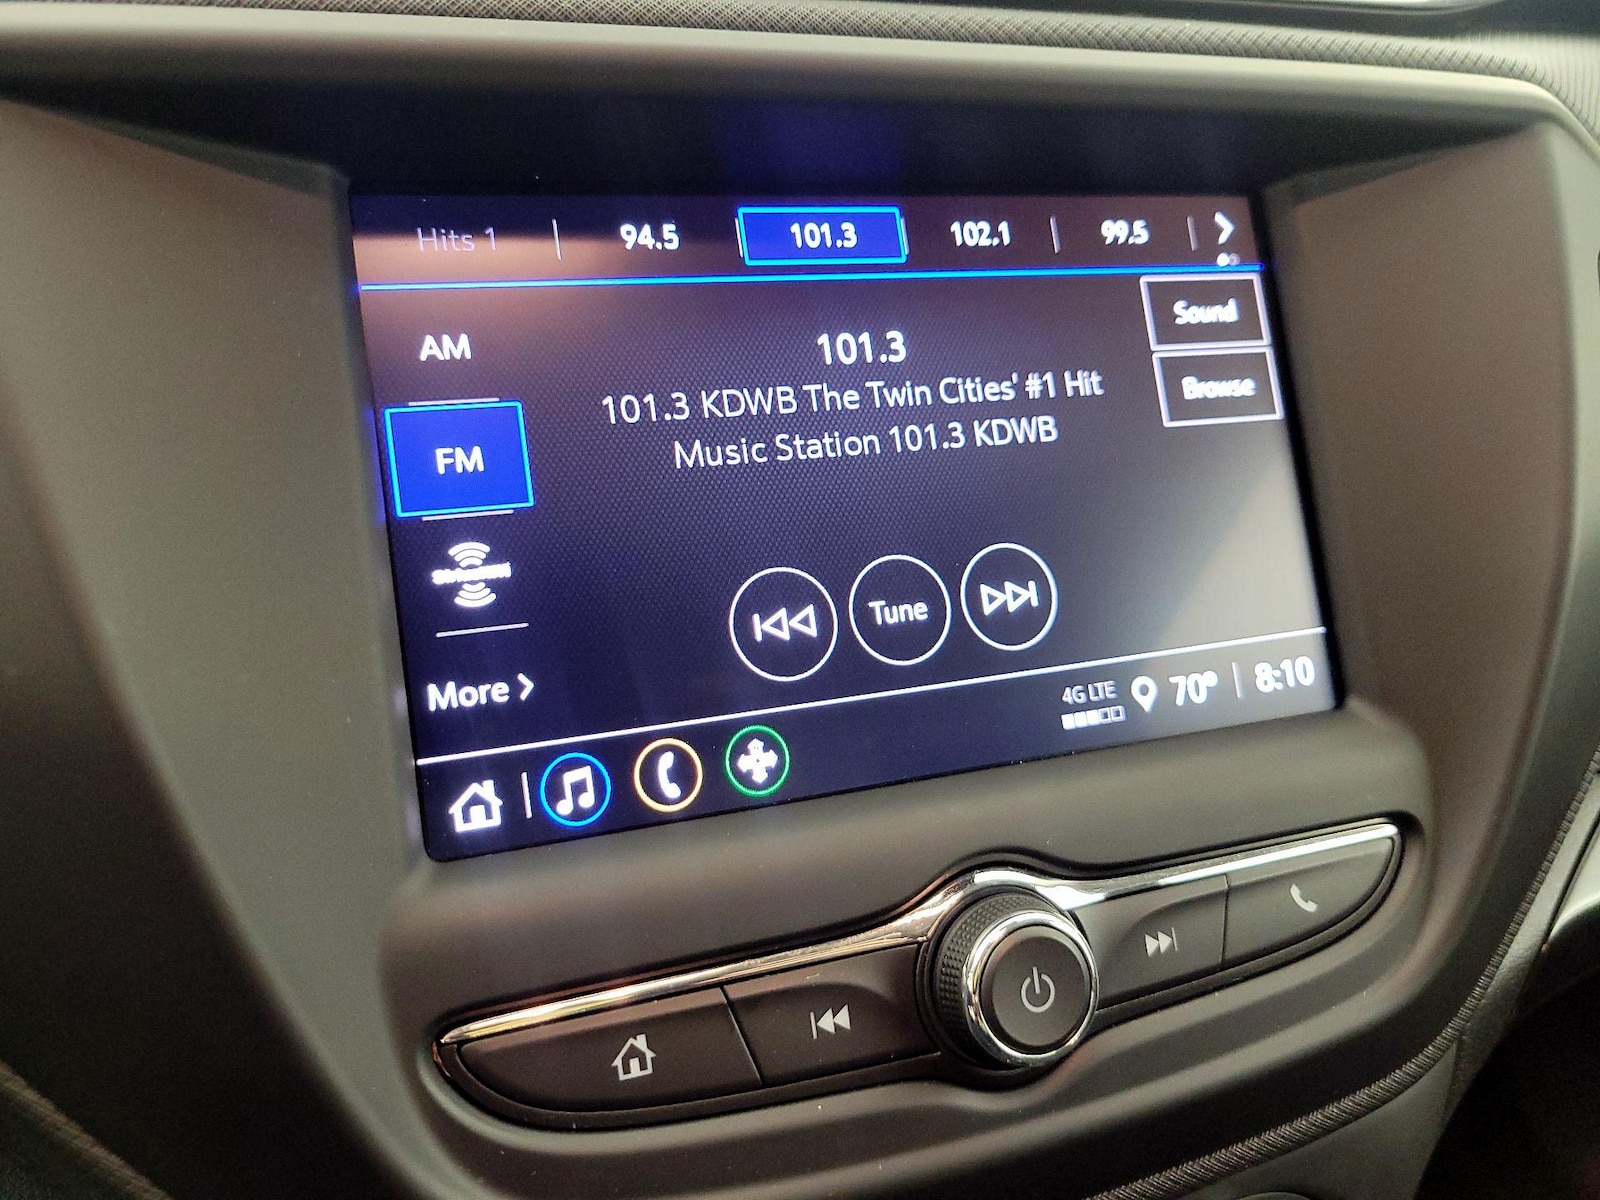 Hits 1 94.5 101.3 102.1 99.5
Sound
AM
101.3
Browse
101.3 KDWB The Twin Cities' #1 Hit
Music Station 101.3 KDWB
FM
Tune
More
4G LTE 70° 8:10